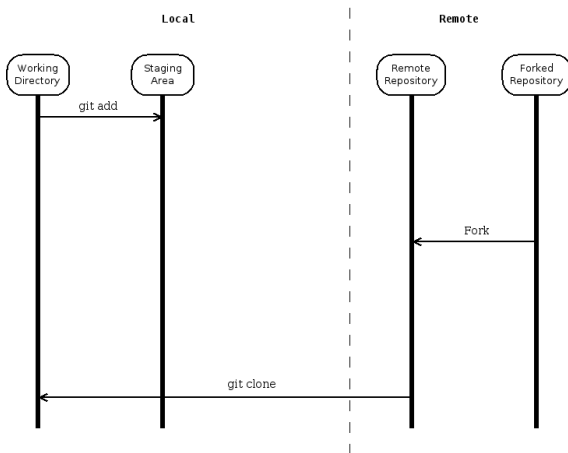 Local
Remote
Working
Directory
Staging
Area
Remote
Repository
Forked
Repository
git add
Fork
git clone